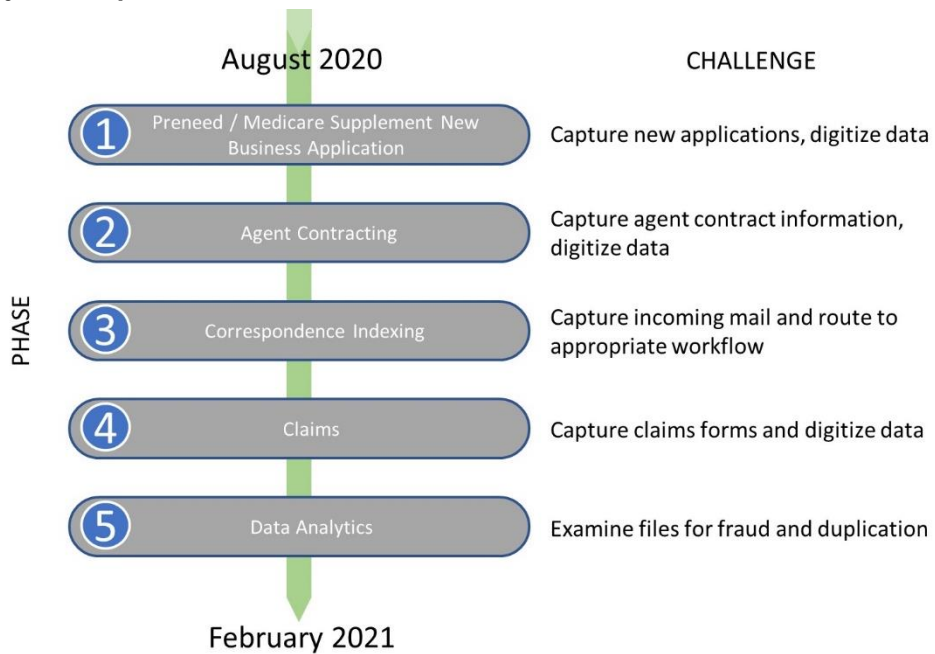 August 2020
CHALLENGE
PHASE
1
Preneed / Medicare Supplement New
Business Application
Capture new applications, digitize data
2
Agent Contracting
Capture agent contract information,
digitize data
3
Correspondence Indexing
Capture incoming mail and route to
appropriate workflow
4
Claims
Capture claims forms and digitize data
5
Data Analytics
Examine files for fraud and duplication
February 2021